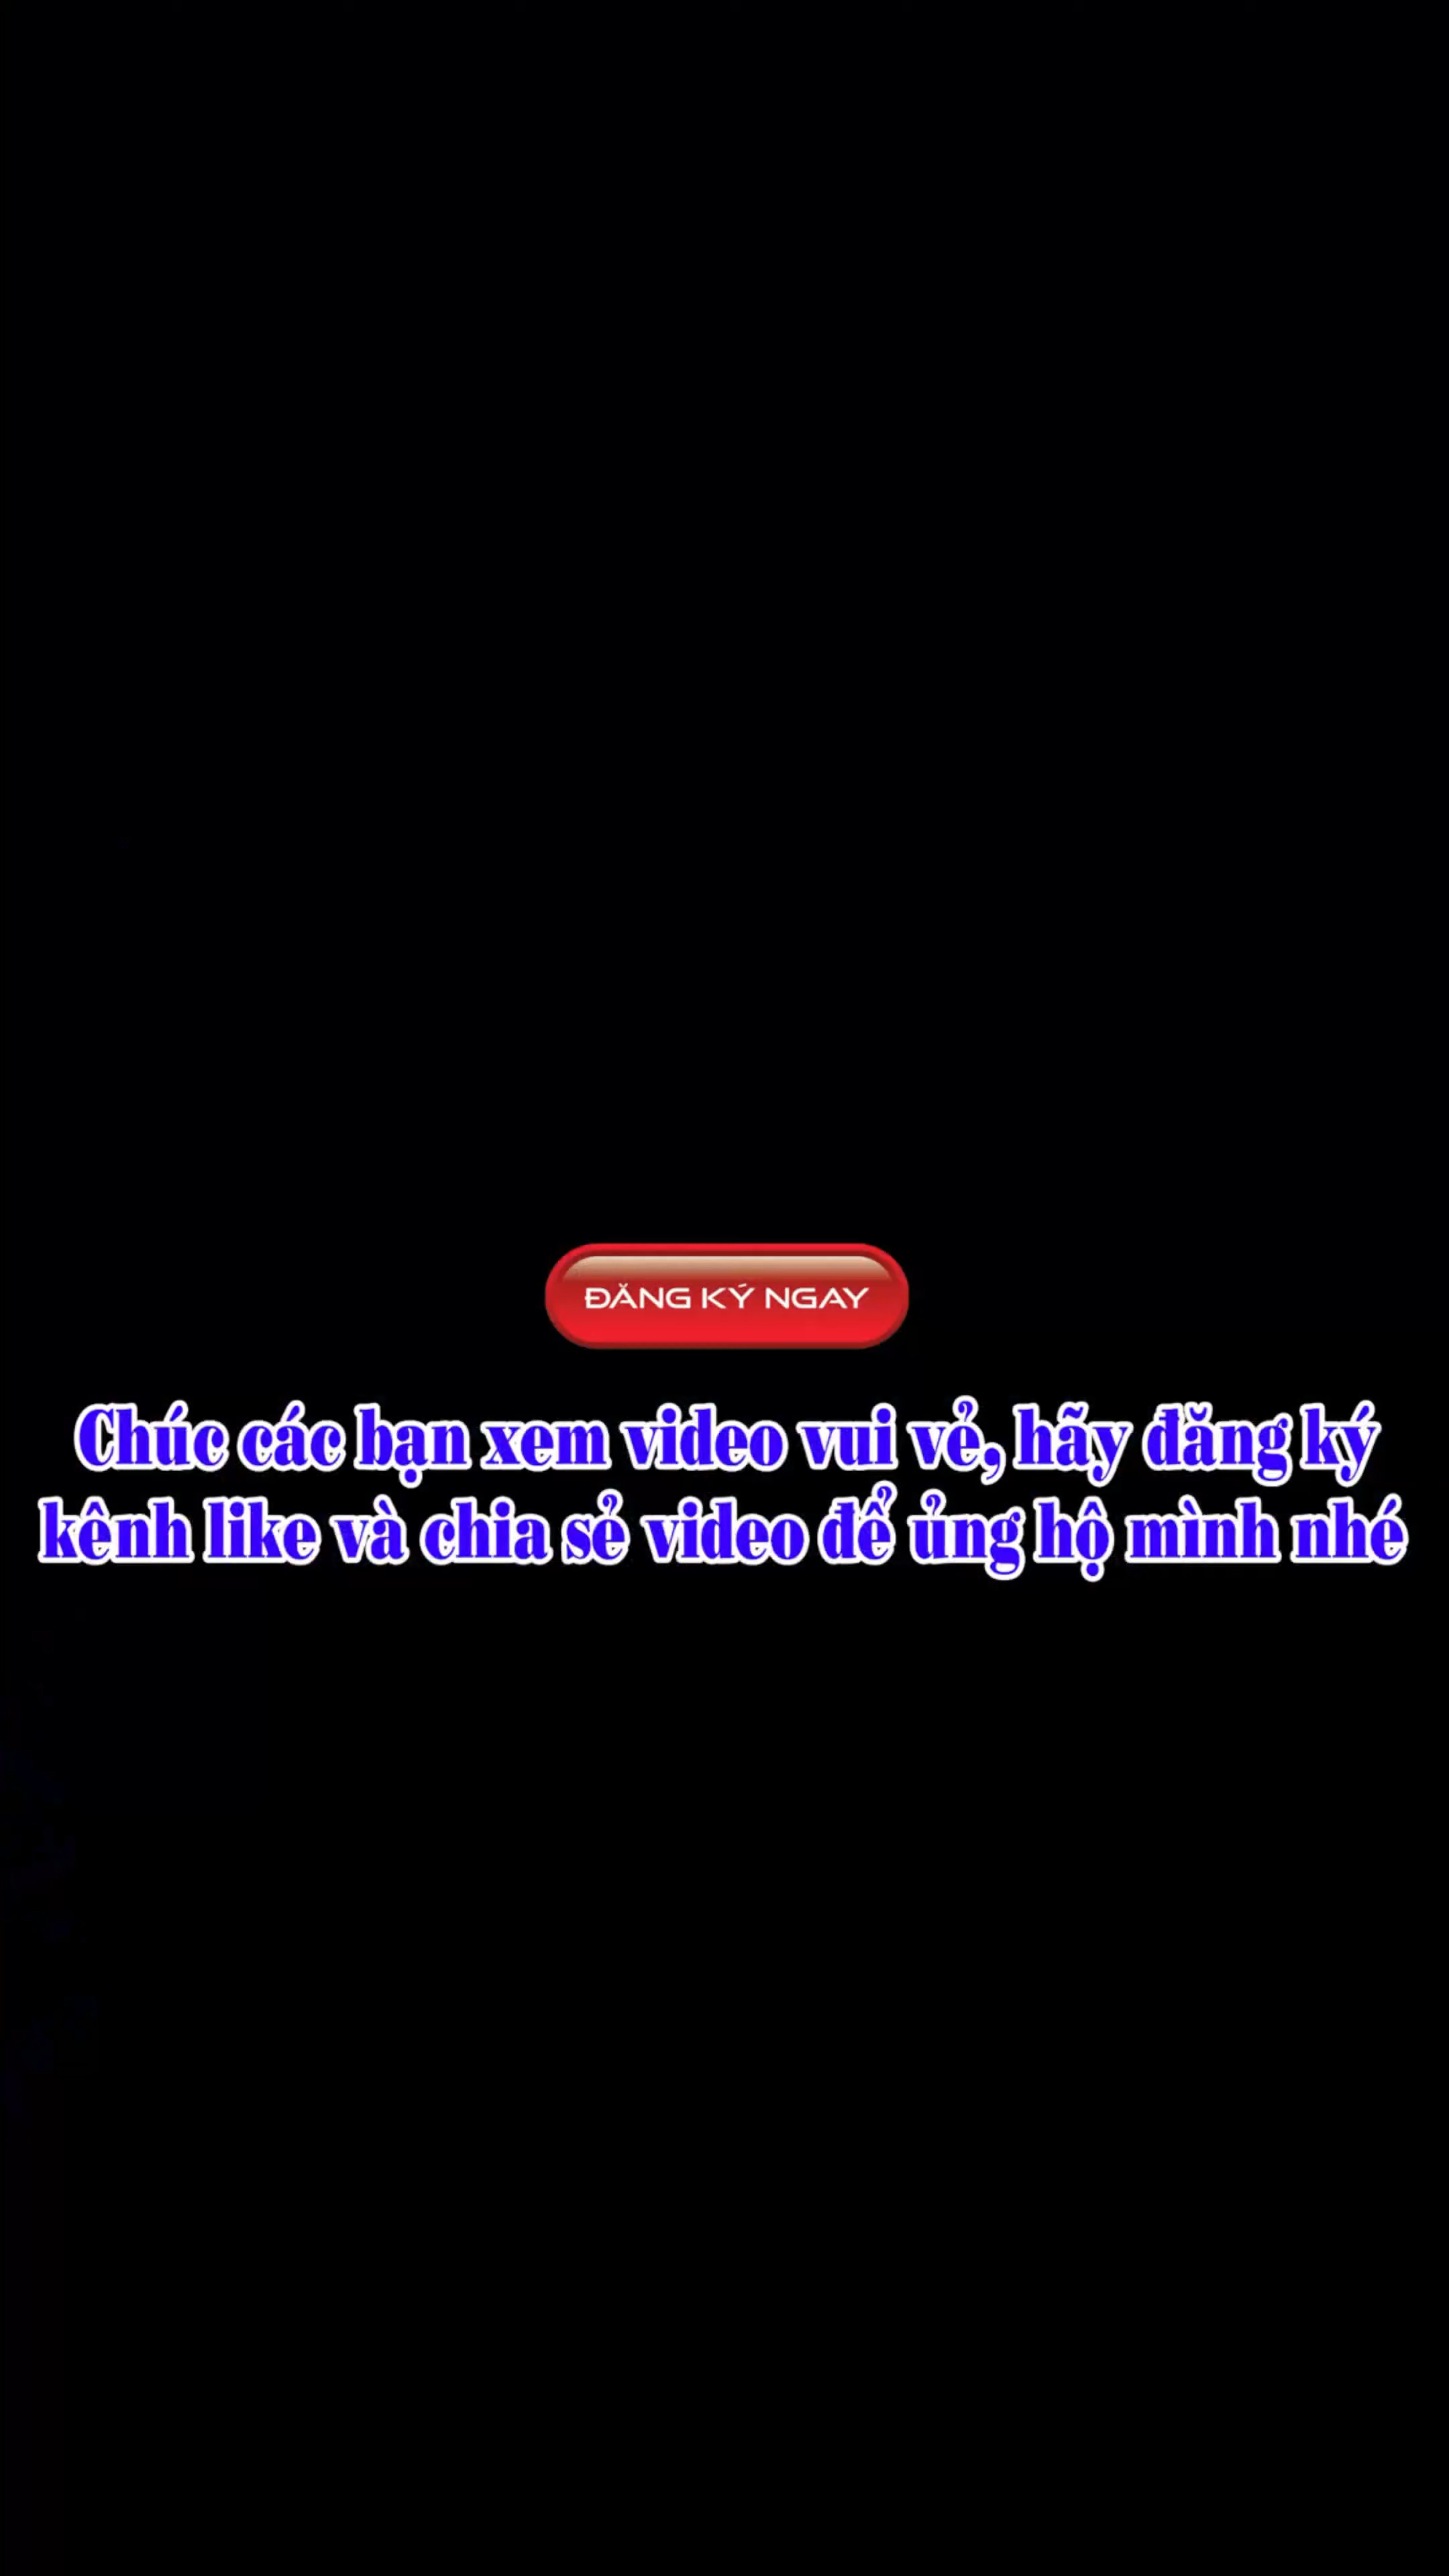 ĐĂNG KÝ NGAY
Chúc các bạn xem video vui vẻ, hãy đăng ký
kênh like và chia sẻ video để ủng hộ mình nhé